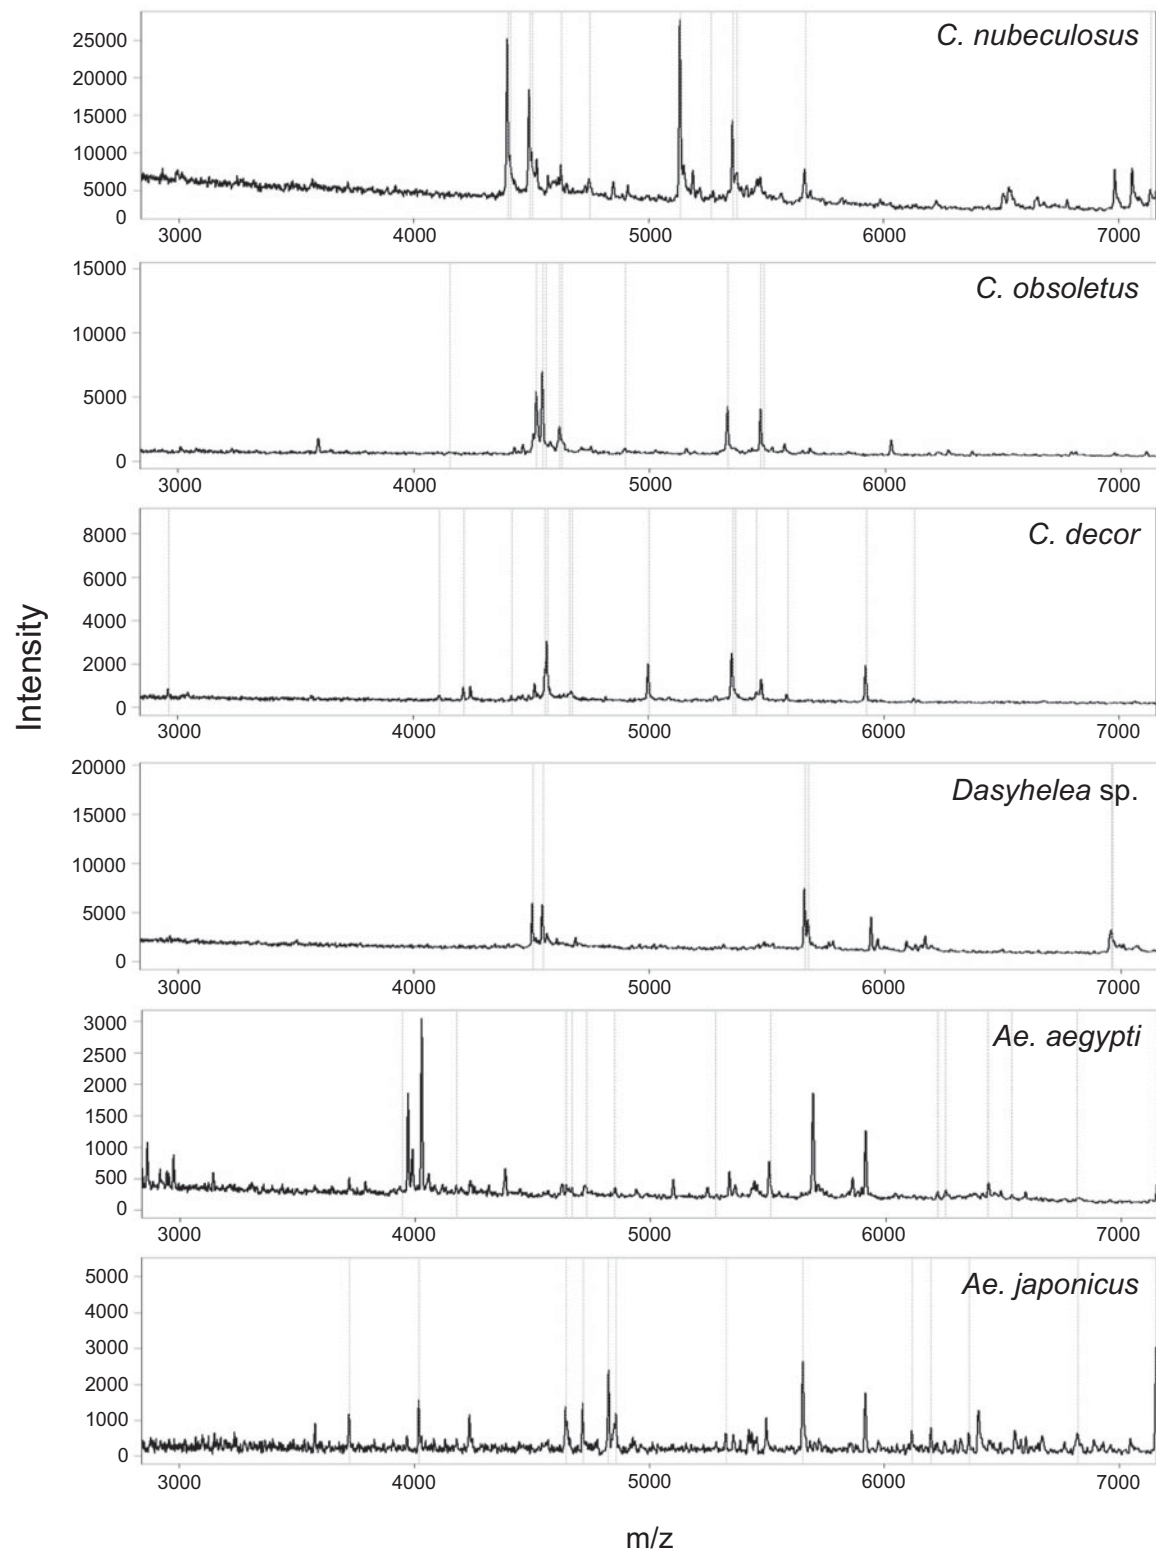 C. nubeculosus
25000
20000
15000
10000
5000
0
3000 4000 5000 6000 7000
C. obsoletus
15000
10000
5000
0
3000 4000 5000 6000 7000
C. decor
8000
6000
4000
2000
0
3000 4000 5000 6000 7000
Intensity
Dasyhelea sp.
20000
15000
10000
5000
0
3000 4000 5000 6000 7000
Ae. aegypti
3000
2500
2000
1500
1000
500
0
3000 4000 5000 6000 7000
Ae. japonicus
5000
4000
3000
2000
1000
0
3000 4000 5000 6000 7000
m/z